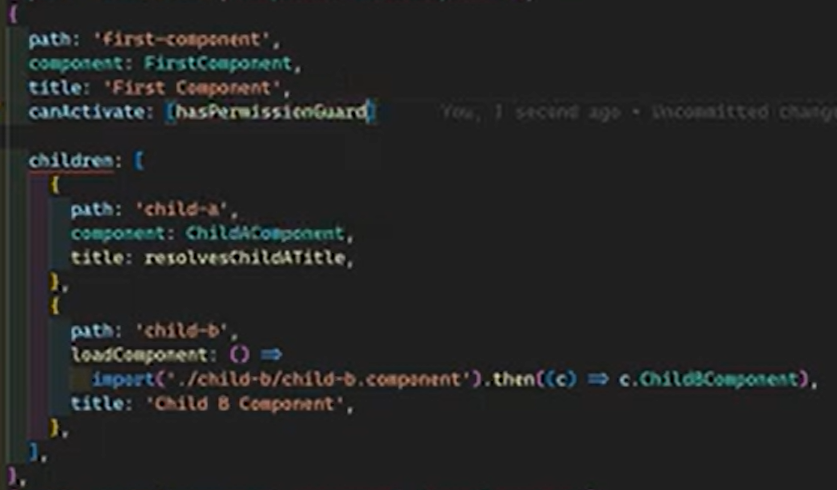 {
path: 'first-component',
component: FirstComponent,
title: 'First Component',
canActivate: [hasPermissionGuard] You, 1 second ago • Uncommitted change
children: [
{
path: 'child-a',
component: ChildAComponent,
title: resolvesChildATitle,
},
{
path: 'child-b',
loadComponent: () =>
import('./child-b/child-b.component').then((c) => c.ChildBComponent),
title: 'Child B Component',
},
],
},